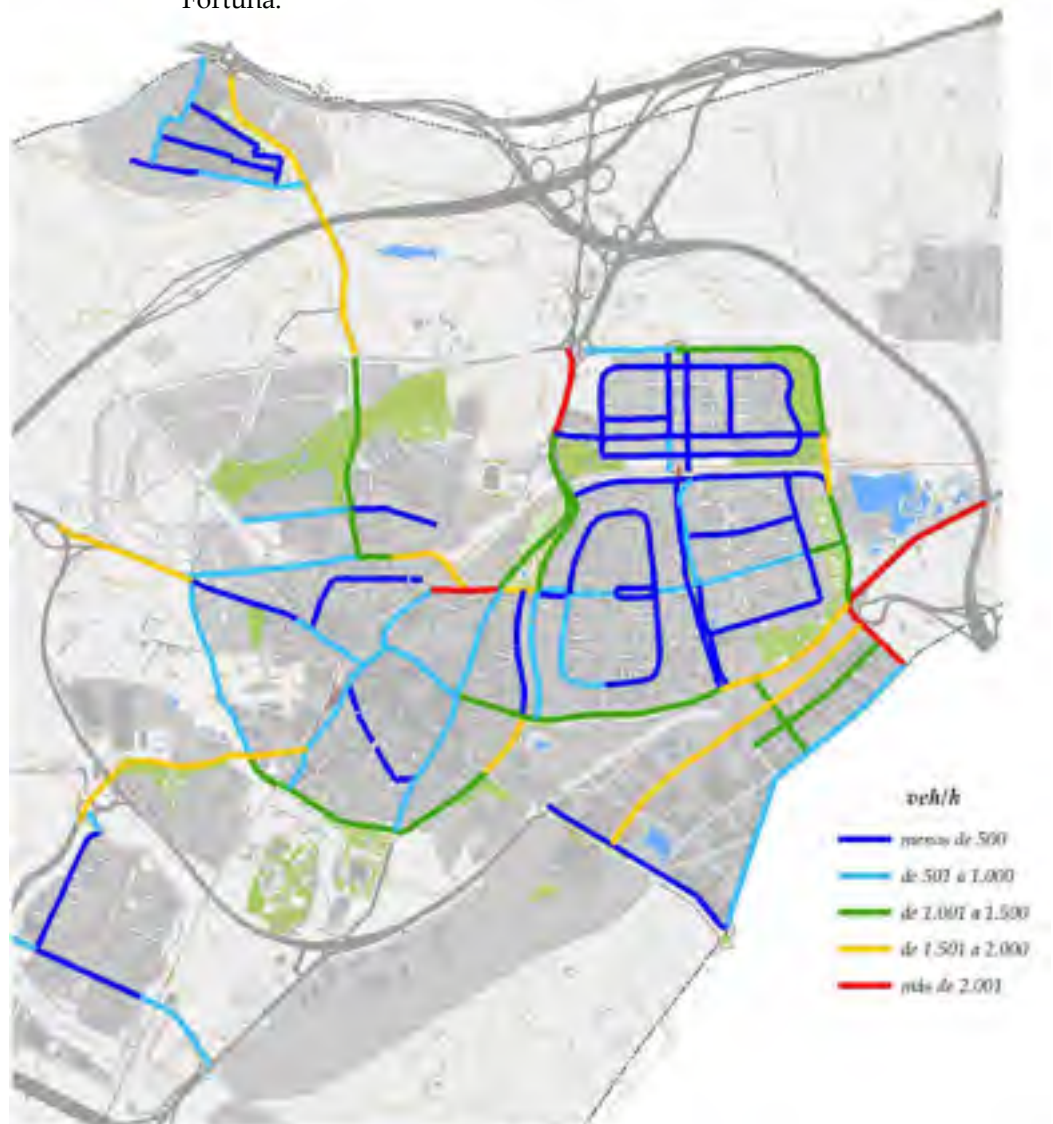 Fortuna.
veh/h
menos de 500
de 501 a 1.000
de 1.001 a 1.500
de 1.501 a 2.000
más de 2.001